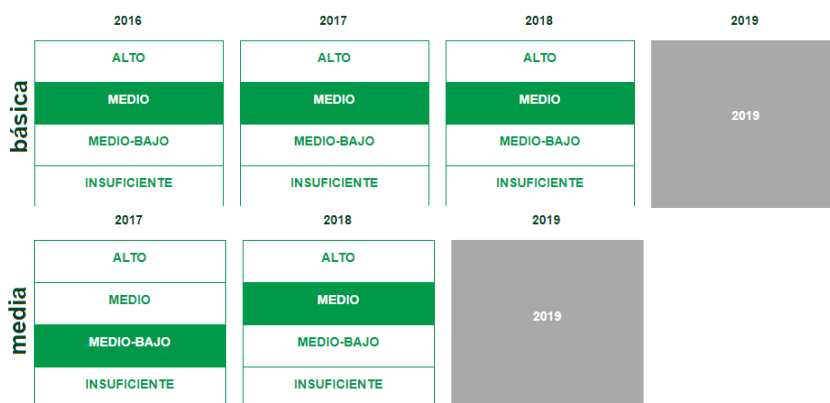 2016 2017 2018 2019
básica
ALTO ALTO ALTO
MEDIO MEDIO MEDIO 2019
MEDIO-BAJO MEDIO-BAJO MEDIO-BAJO
INSUFICIENTE INSUFICIENTE INSUFICIENTE
2017 2018 2019
media
ALTO ALTO
MEDIO MEDIO
2019
MEDIO-BAJO MEDIO-BAJO
INSUFICIENTE INSUFICIENTE